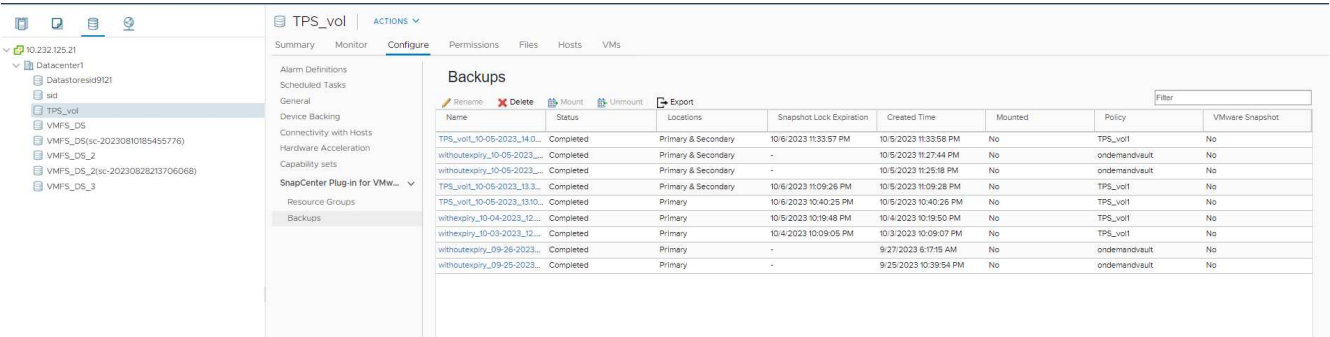 TPS_vol ACTIONS
Summary Monitor Configure Permissions Files Hosts VMs
10.232.125.21
Datacenter1
Datastoresid9121
sid
TPS_vol
VMFS_DS
VMFS_DS(sc-20230810185455776)
VMFS_DS_2
VMFS_DS_2(sc-20230828213706068)
VMFS_DS_3
Alarm Definitions
Scheduled Tasks
General
Device Backing
Connectivity with Hosts
Hardware Acceleration
Capability sets
SnapCenter Plug-in for VMw...
Resource Groups
Backups
Backups
Rename Delete Mount Unmount Export Filter
Name Status Locations Snapshot Lock Expiration Created Time Mounted Policy VMware Snapshot
TPS_vol1_10-05-2023_14.0... Completed Primary & Secondary 10/6/2023 11:33:57 PM 10/5/2023 11:33:58 PM No TPS_vol1 No
withoutexpiry_10-05-2023_... Completed Primary & Secondary - 10/5/2023 11:27:44 PM No ondemandvault No
withoutexpiry_10-05-2023_... Completed Primary & Secondary - 10/5/2023 11:25:18 PM No ondemandvault No
TPS_vol1_10-05-2023_13.3... Completed Primary & Secondary 10/6/2023 11:09:26 PM 10/5/2023 11:09:28 PM No TPS_vol1 No
TPS_vol1_10-05-2023_13.10... Completed Primary 10/6/2023 10:40:25 PM 10/5/2023 10:40:26 PM No TPS_vol1 No
withexpiry_10-04-2023_12.... Completed Primary 10/5/2023 10:19:48 PM 10/4/2023 10:19:50 PM No TPS_vol1 No
withexpiry_10-03-2023_12.... Completed Primary 10/4/2023 10:09:05 PM 10/3/2023 10:09:07 PM No TPS_vol1 No
withoutexpiry_09-26-2023... Completed Primary - 9/27/2023 6:17:15 AM No ondemandvault No
withoutexpiry_09-25-2023... Completed Primary - 9/25/2023 10:39:54 PM No ondemandvault No